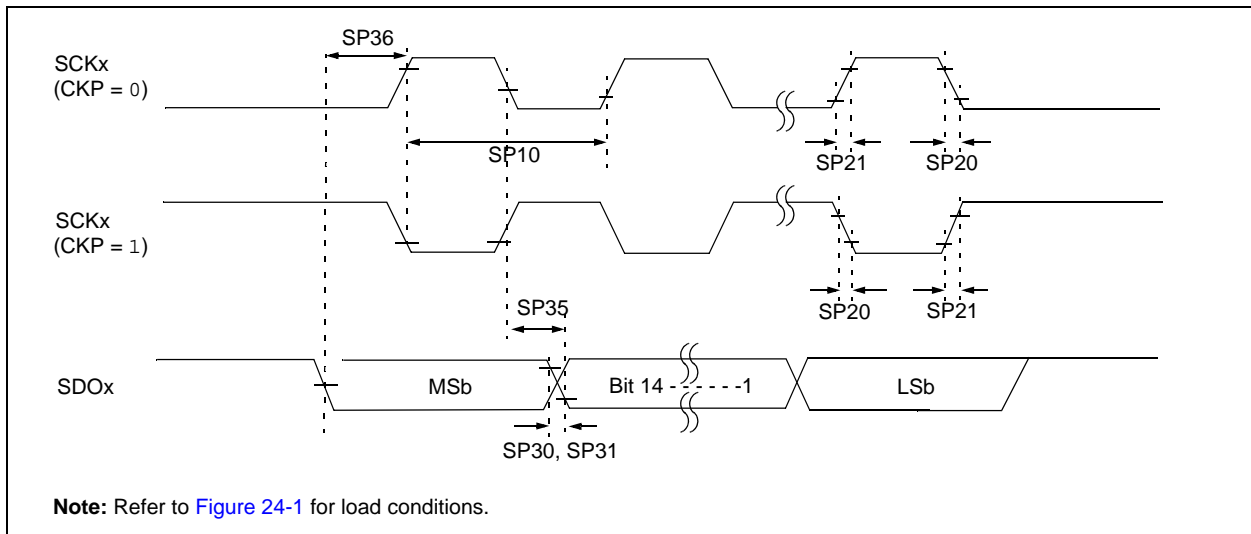 SP36
SCKx
(CKP = 0)
SP10
SP21
SP20
SCKx
(CKP = 1)
SP35
SP20
SP21
SDOx
MSb
Bit 14 - - - - - -1
LSb
SP30, SP31
Note: Refer to Figure 24-1 for load conditions.